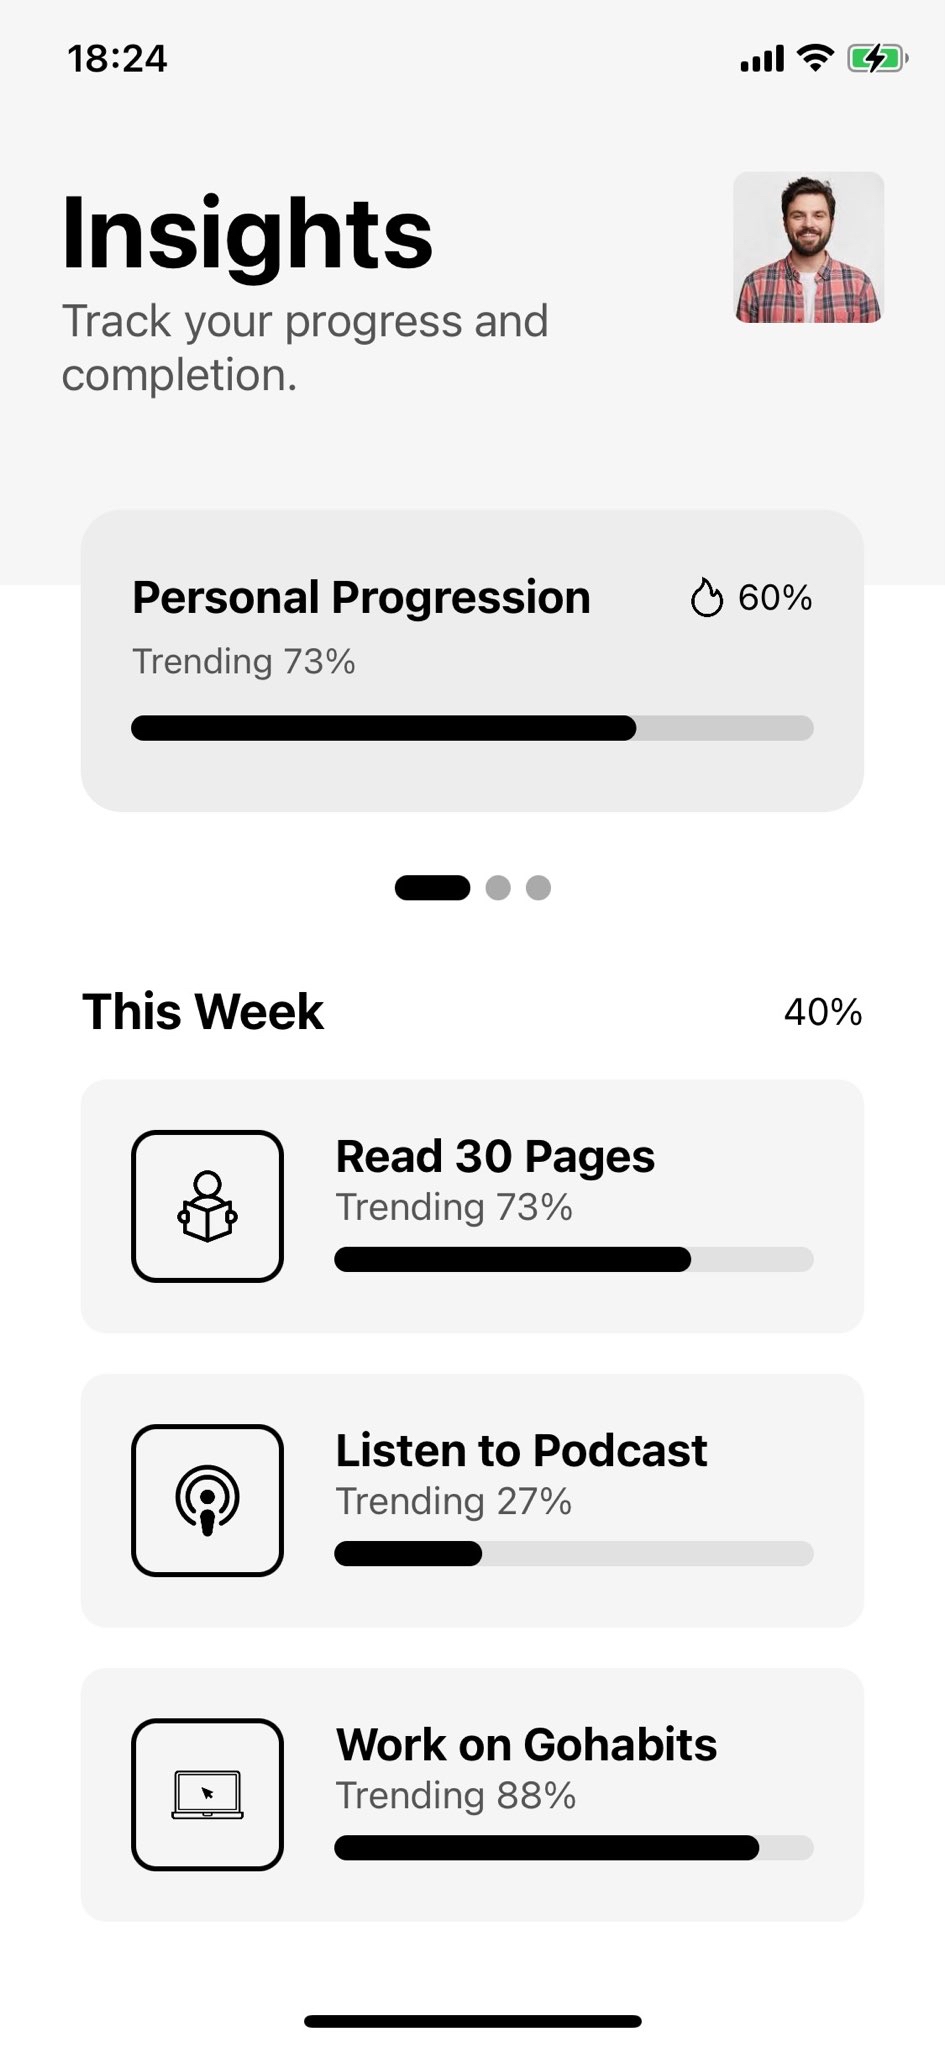 18:24
Insights
Track your progress and
completion.
Personal Progression
60%
Trending 73%
This Week
40%
Read 30 Pages
Trending 73%
Listen to Podcast
Trending 27%
Work on Gohabits
Trending 88%